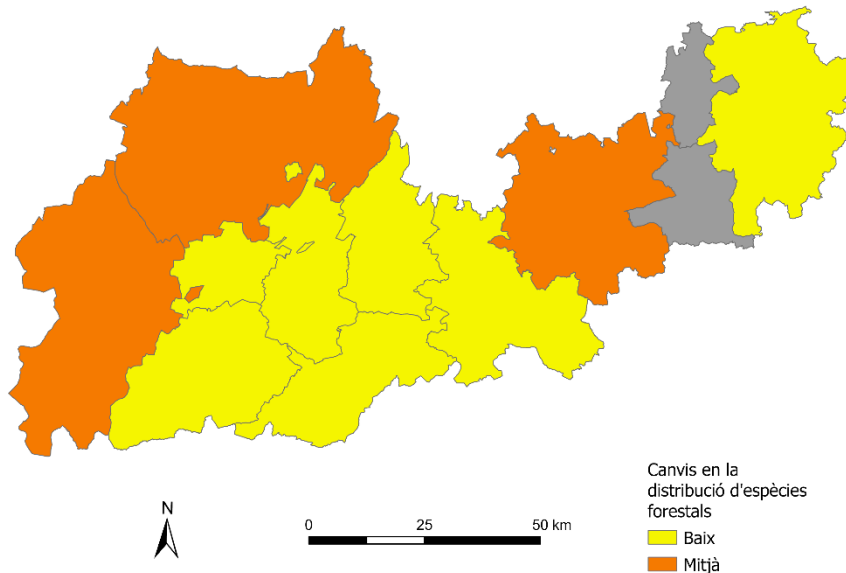 Canvis en la
distribució d'espècies
forestals
Baix
Mitjà
N
0 25 50 km